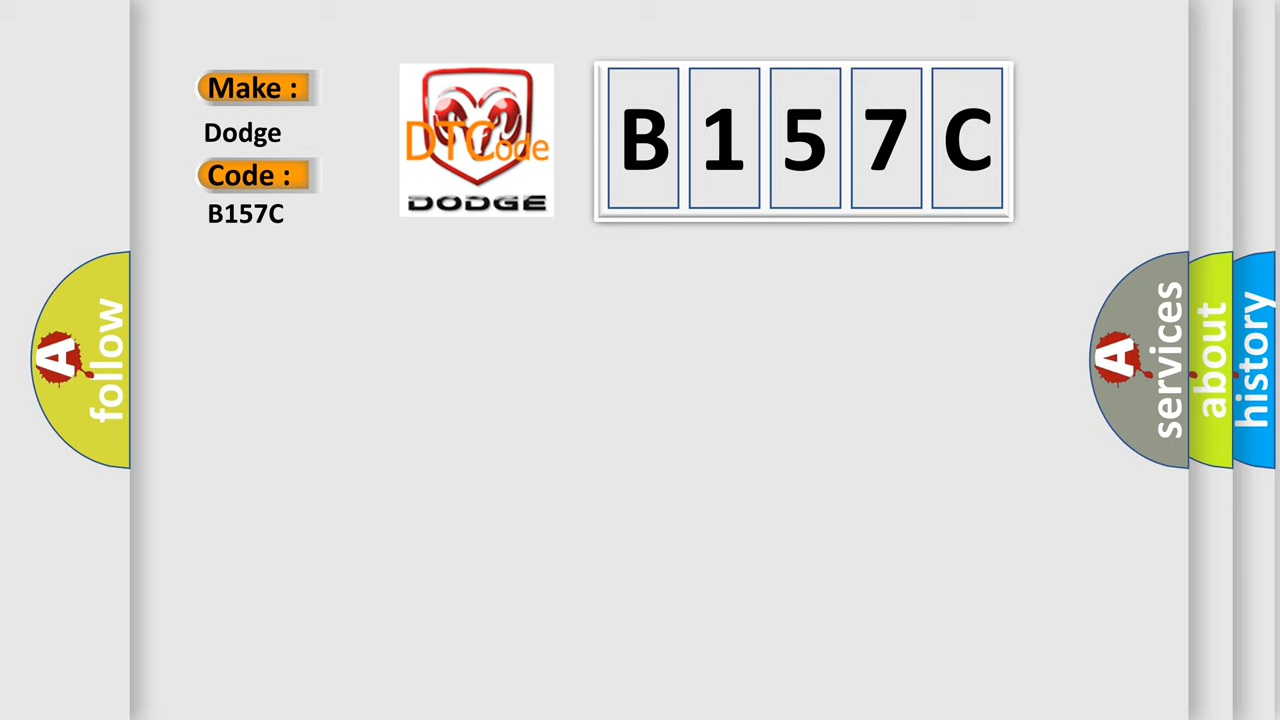 Make :
Dodge
Code :
B157C
DTCode
DODGE
B 1 5 7 C
A follow
A services
about
history